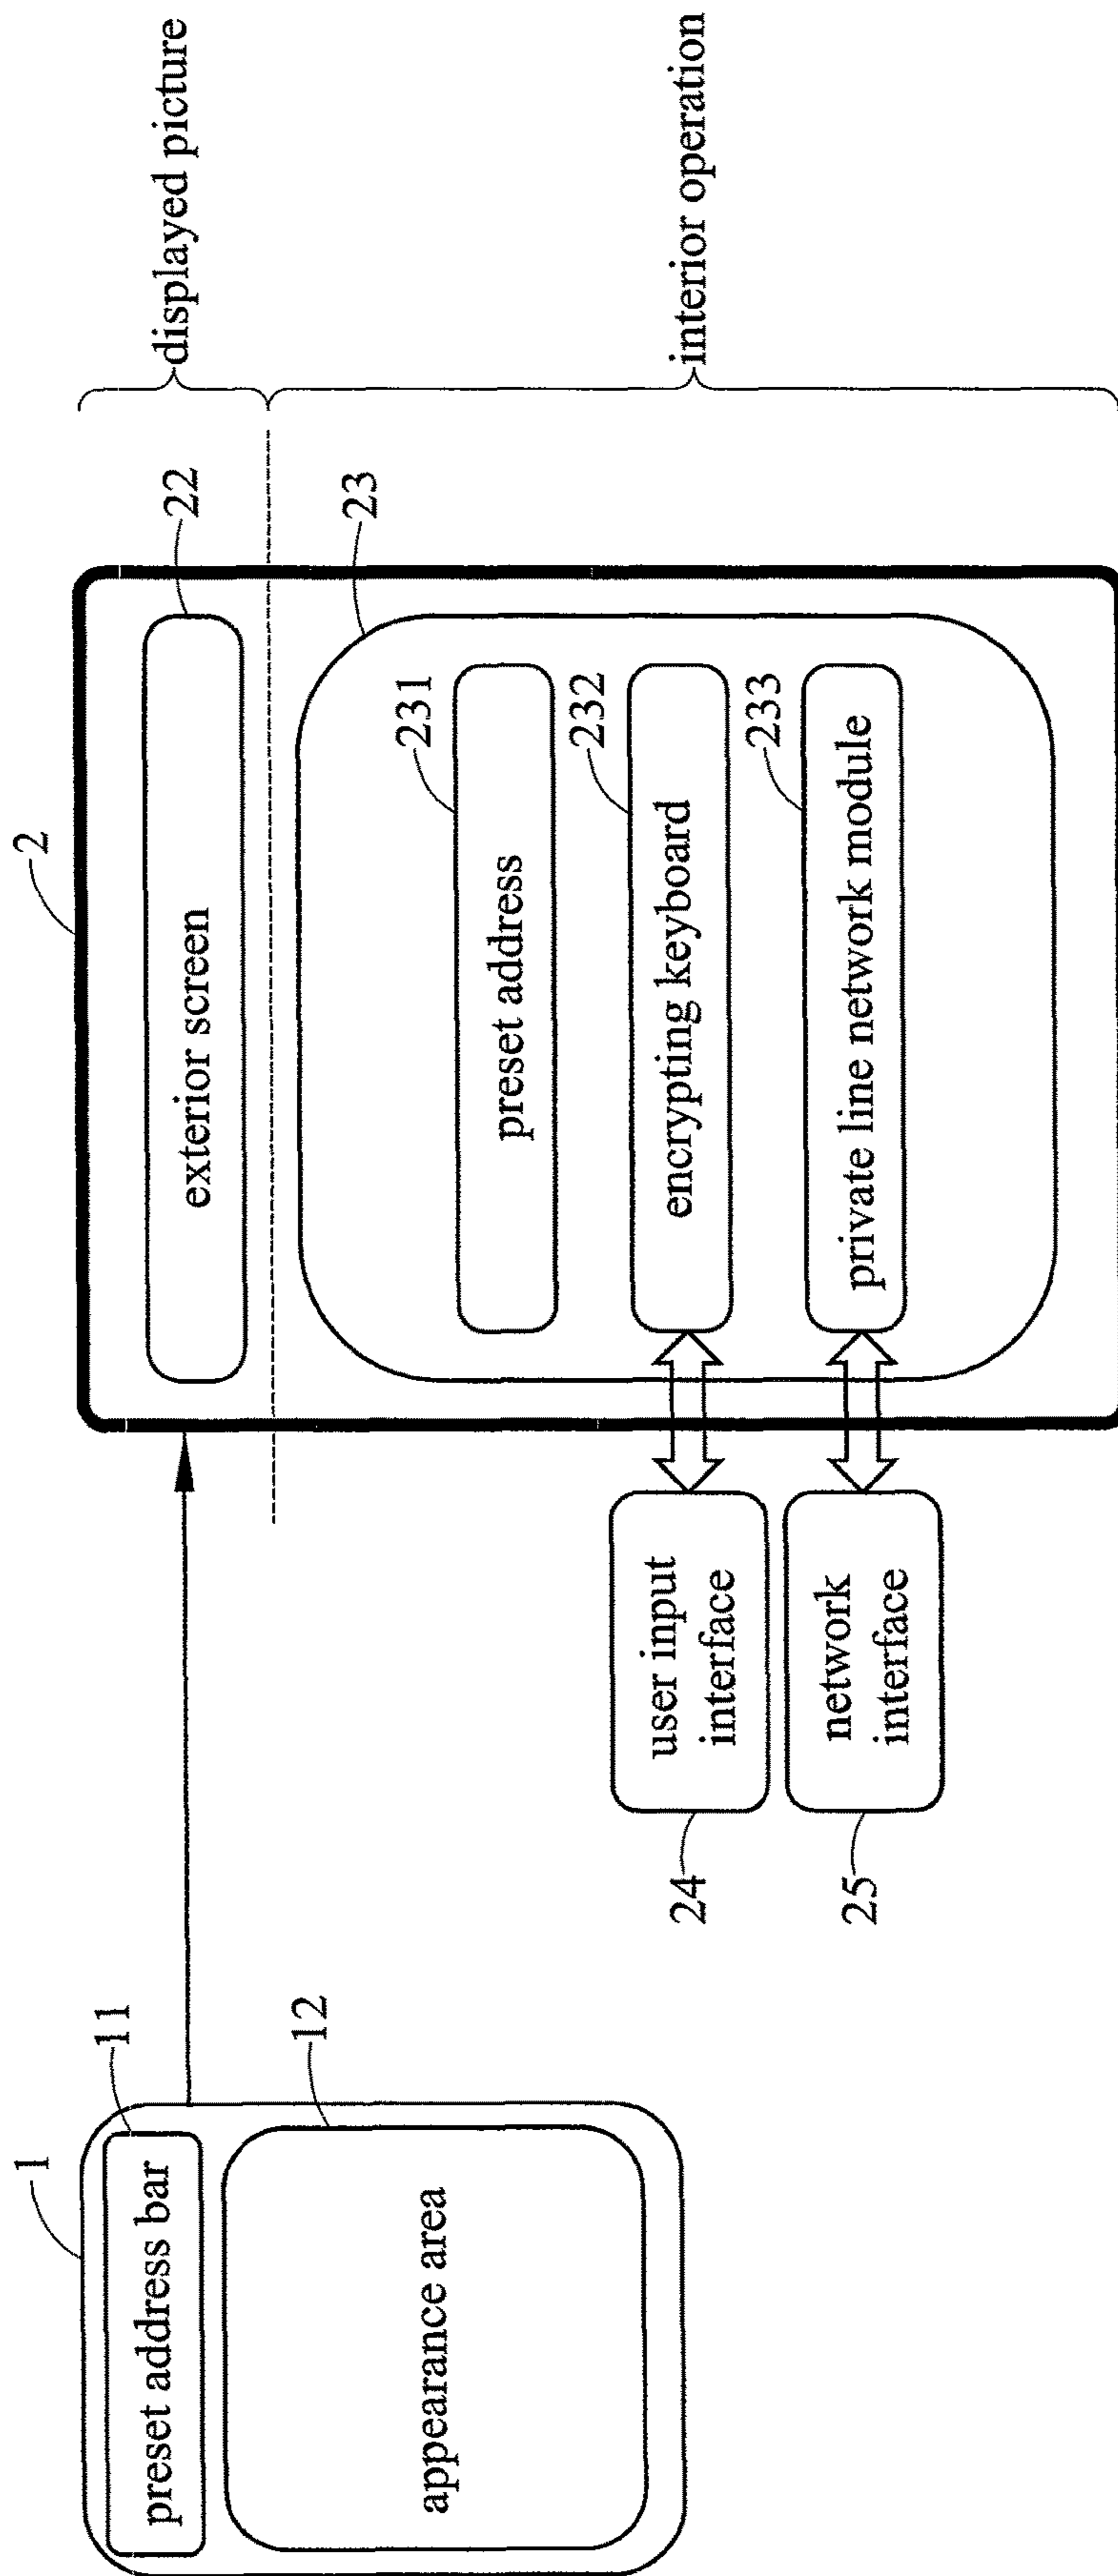 1
11
preset address bar
12
appearance area
2
22
exterior screen
23
231
preset address
232
encrypting keyboard
233
private line network module
user input
interface
24
network
interface
25
displayed picture
interior operation